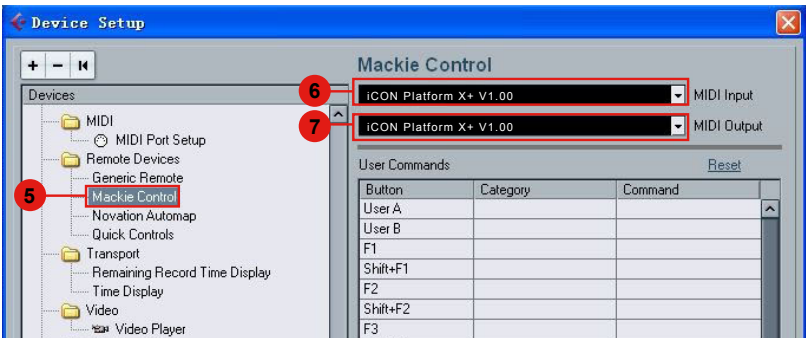 Device Setup
+ - 
Devices
MIDI
MIDI Port Setup
Remote Devices
Generic Remote
5
Mackie Control
Novation Automap
Quick Controls
Transport
Remaining Record Time Display
Time Display
Video
Video Player
Mackie Control
6
iCON Platform X+ V1.00
MIDI Input
7
iCON Platform X+ V1.00
MIDI Output
User Commands
Reset
Button Category Command
User A
User B
F1
Shift+F1
F2
Shift+F2
F3